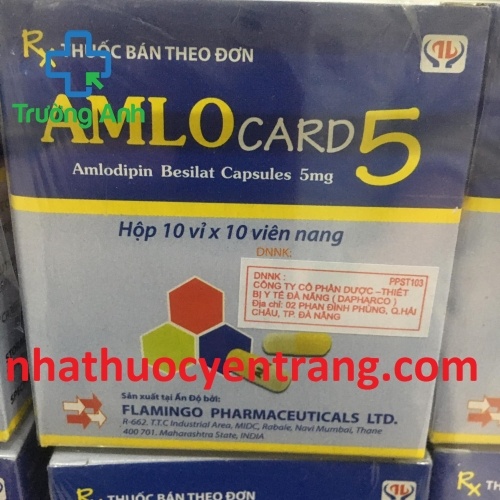 Rx THUỐC BÁN THEO ĐƠN
Trường Anh
AMLOCARD 5
Amlodipin Besilat Capsules 5mg
Hộp 10 vỉ x 10 viên nang
DNNK:
PPST103
DNNK :
CÔNG TY CỔ PHẦN DƯỢC –THIẾT
BỊ Y TẾ ĐÀ NẴNG ( DAPHARCO )
Địa chỉ: 02 PHAN ĐÌNH PHÙNG, Q.HẢI
CHÂU, TP. ĐÀ NẴNG
nhathuocyentrang.com
Sản xuất tại Ấn Độ bởi:
FLAMINGO PHARMACEUTICALS LTD.
R-662, T.T.C Industrial Area, MIDC, Rabale, Navi Mumbai, Thane
400 701. Maharashtra State, INDIA
Rx THUỐC BÁN THEO ĐƠN
Rx TH